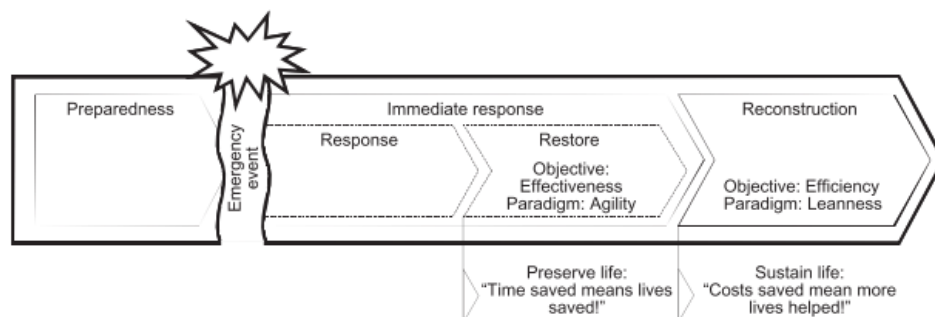 Preparedness
Emergency
event
Immediate response
Response
Restore
Objective:
Effectiveness
Paradigm: Agility
Reconstruction
Objective: Efficiency
Paradigm: Leanness
Preserve life:
“Time saved means lives
saved!”
Sustain life:
“Costs saved mean more
lives helped!”